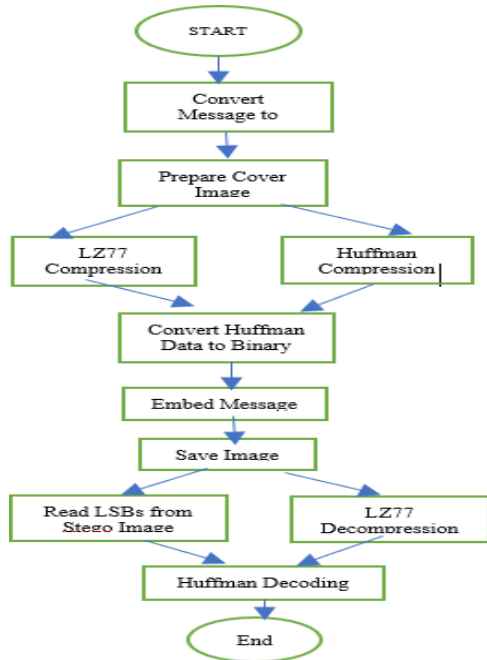 START
Convert
Message to
Prepare Cover
Image
LZ77
Compression
Huffman
Compression
Convert Huffman
Data to Binary
Embed Message
Save Image
Read LSBs from
Stego Image
LZ77
Decompression
Huffman Decoding
End